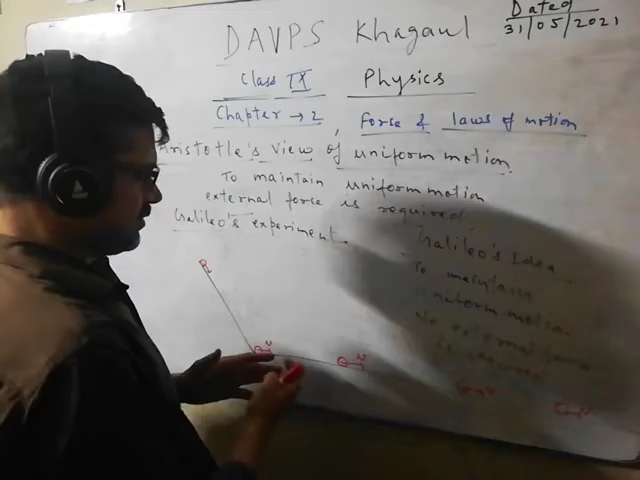 DAVPS Khagaul
Dated
31/05/2021
Class IX Physics
Chapter → 2, Force & laws of motion
Aristotle's view of uniform motion.
To maintain uniform motion
external force is required
Galileo's experiment.
Galileo's Idea
To maintain
uniform motion
No external force
is required